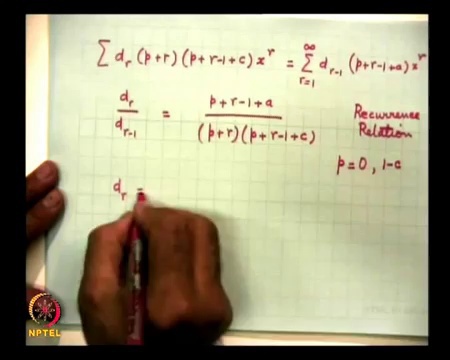 ∑ d_r (p+r) (p+r-1+c) x^r = ∑_{r=1}^{∞} d_{r-1} (p+r-1+a) x^r
d_r / d_{r-1} = (p+r-1+a) / ((p+r) (p+r-1+c))
Recurrence
Relation
p=0, 1-c
d_r =
NPTEL